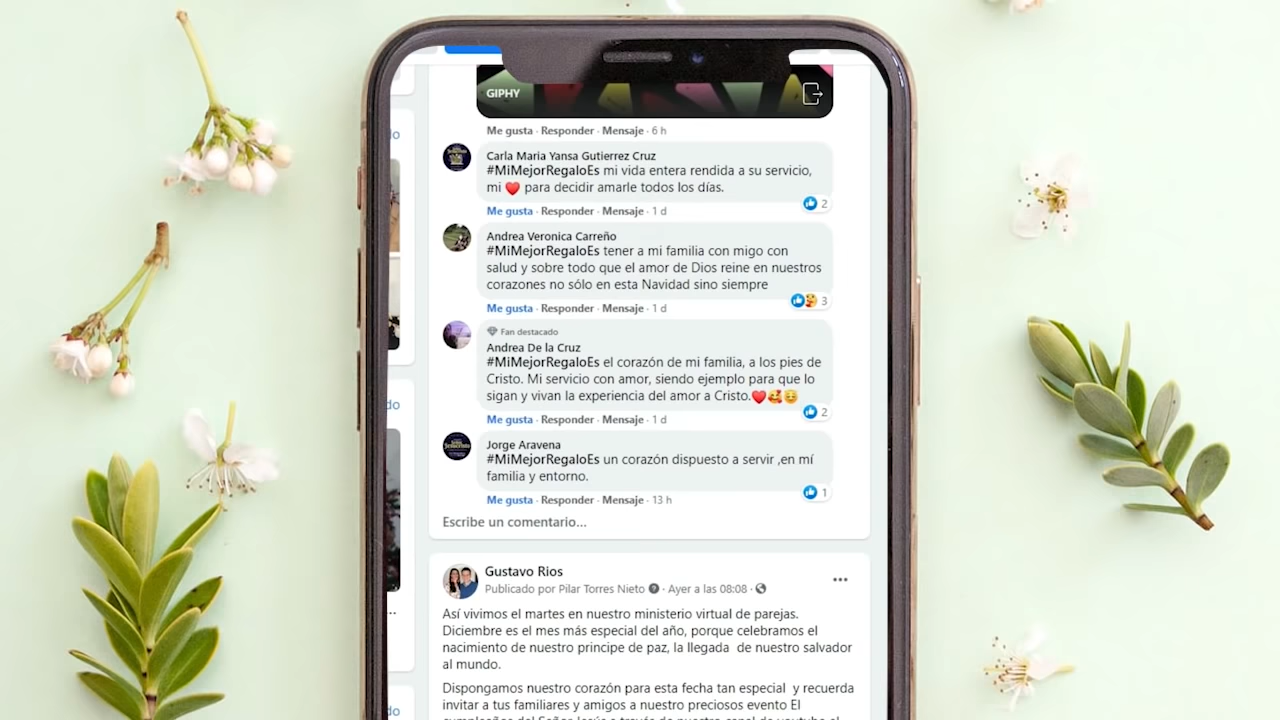 GIPHY
Me gusta · Responder · Mensaje · 6 h
Carla Maria Yansa Gutierrez Cruz
#MiMejorRegaloEs mi vida entera rendida a su servicio,
mi ❤️ para decidir amarle todos los días.
2
Me gusta · Responder · Mensaje · 1 d
Andrea Veronica Carreño
#MiMejorRegaloEs tener a mi familia con migo con
salud y sobre todo que el amor de Dios reine en nuestros
corazones no sólo en esta Navidad sino siempre
3
Me gusta · Responder · Mensaje · 1 d
Fan destacado
Andrea De la Cruz
#MiMejorRegaloEs el corazón de mi familia, a los pies de
Cristo. Mi servicio con amor, siendo ejemplo para que lo
sigan y vivan la experiencia del amor a Cristo.❤️🥰☺️
2
Me gusta · Responder · Mensaje · 1 d
Jorge Aravena
#MiMejorRegaloEs un corazón dispuesto a servir ,en mí
familia y entorno.
1
Me gusta · Responder · Mensaje · 13 h
Escribe un comentario...
Gustavo Rios
Publicado por Pilar Torres Nieto · Ayer a las 08:08 ·
Así vivimos el martes en nuestro ministerio virtual de parejas.
Diciembre es el mes más especial del año, porque celebramos el
nacimiento de nuestro principe de paz, la llegada de nuestro salvador
al mundo.
Dispongamos nuestro corazón para esta fecha tan especial y recuerda
invitar a tus familiares y amigos a nuestro preciosos evento El